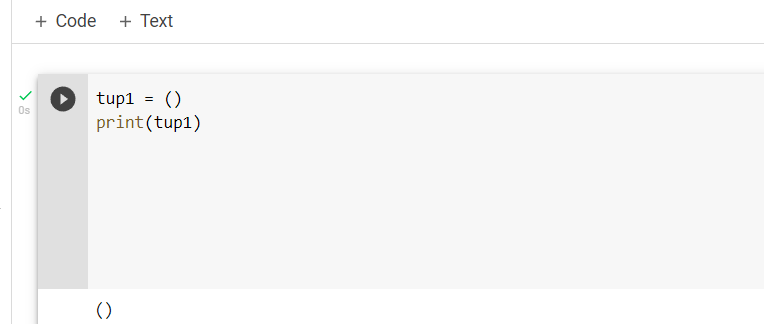 + Code + Text
0s
tup1 = ()
print(tup1)
()